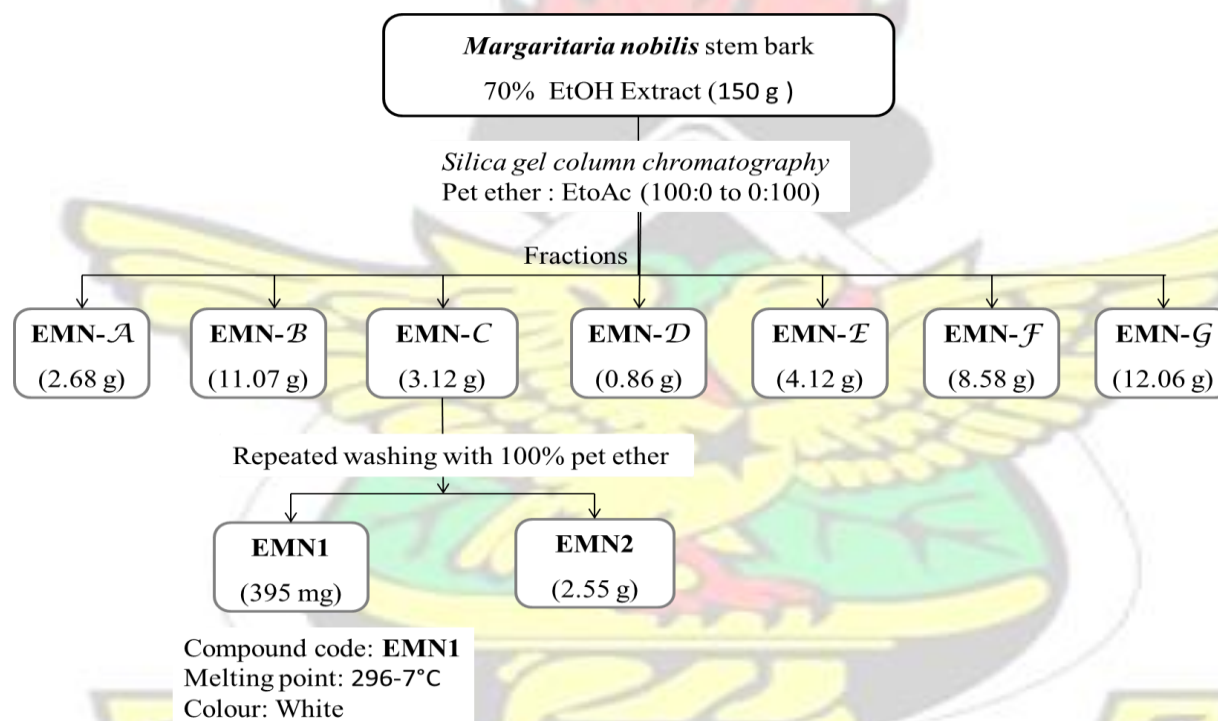 Margaritaria nobilis stem bark
70% EtOH Extract (150 g )
Silica gel column chromatography
Pet ether : EtoAc (100:0 to 0:100)
Fractions
EMN-A
(2.68 g)
EMN-B
(11.07 g)
EMN-C
(3.12 g)
EMN-D
(0.86 g)
EMN-E
(4.12 g)
EMN-F
(8.58 g)
EMN-G
(12.06 g)
Repeated washing with 100% pet ether
EMN1
(395 mg)
EMN2
(2.55 g)
Compound code: EMN1
Melting point: 296-7°C
Colour: White